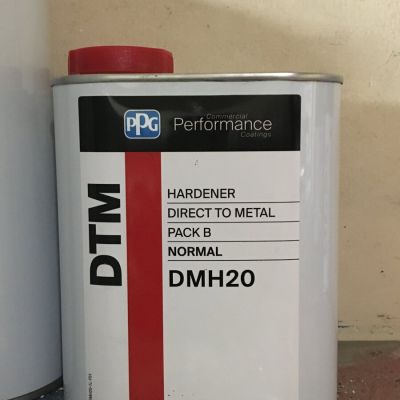 PPG
Commercial
Performance
Coatings
DTM
HARDENER
DIRECT TO METAL
PACK B
NORMAL
DMH20